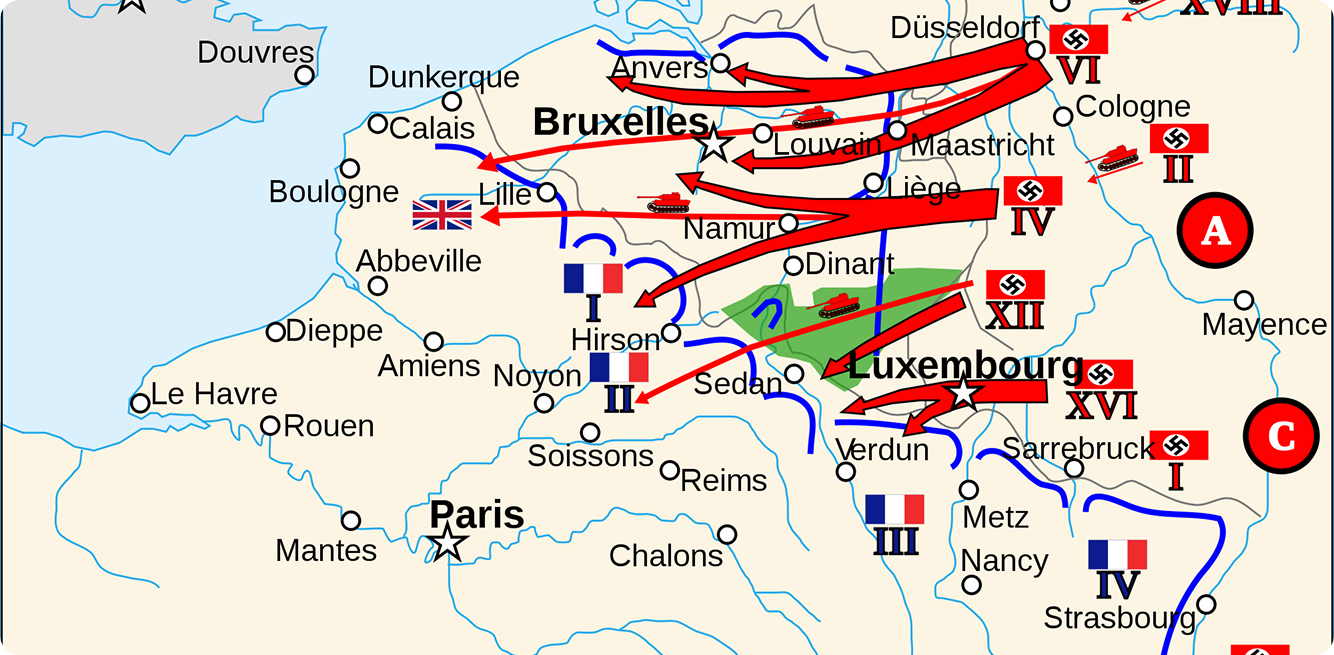 XVIII
Düsseldorf
Douvres
Anvers
VI
Dunkerque
Cologne
Bruxelles
Calais
Louvain
Maastricht
II
Boulogne
Lille
Liège
IV
Namur
A
Abbeville
Dinant
I
XII
Mayence
Dieppe
Hirson
Amiens
Noyon
II
Sedan
Luxembourg
XVI
Le Havre
Rouen
Soissons
Verdun
Sarrebruck
C
I
Reims
Paris
Metz
III
Mantes
Chalons
Nancy
IV
Strasbourg